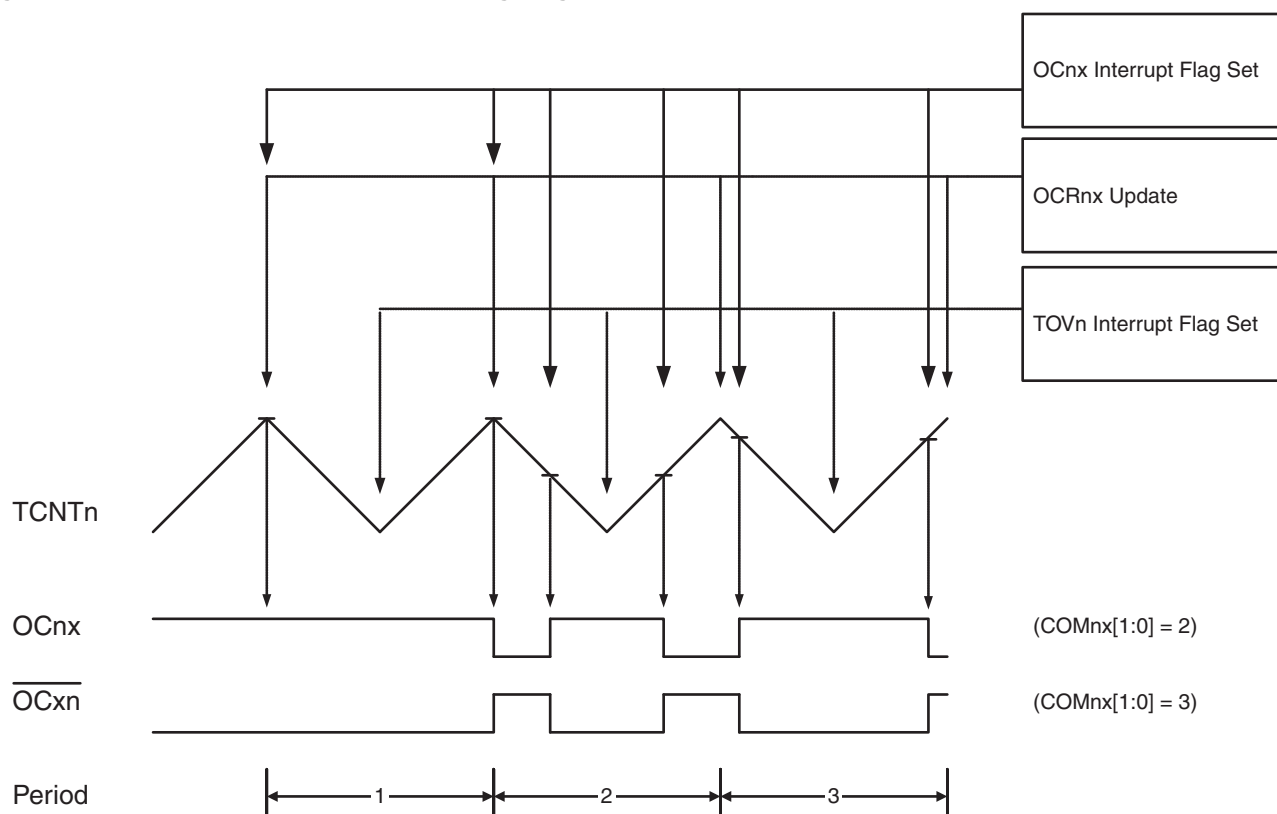 OCnx Interrupt Flag Set
OCRnx Update
TOVn Interrupt Flag Set
TCNTn
OCnx
(COMnx[1:0] = 2)
OCxn
(COMnx[1:0] = 3)
Period
1
2
3